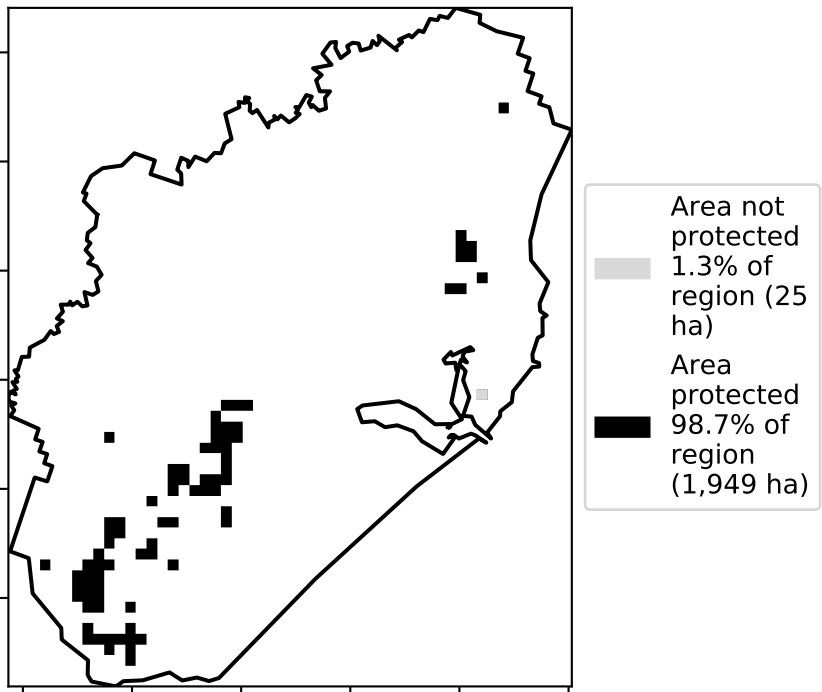 Area not
protected
1.3% of
region (25
ha)
Area
protected
98.7% of
region
(1,949 ha)